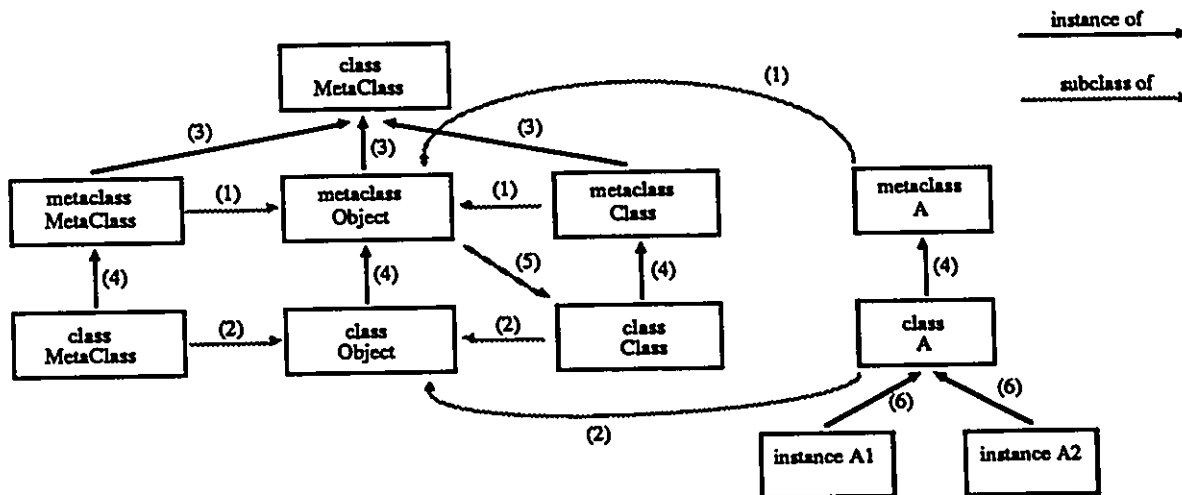 instance of
class
MetaClass
(1)
subclass of
(3)
(3)
(3)
metaclass
MetaClass
(1)
metaclass
Object
(1)
metaclass
Class
metaclass
A
(4)
(4)
(5)
(4)
(4)
class
MetaClass
(2)
class
Object
(2)
class
Class
class
A
(2)
(6)
(6)
instance A1
instance A2